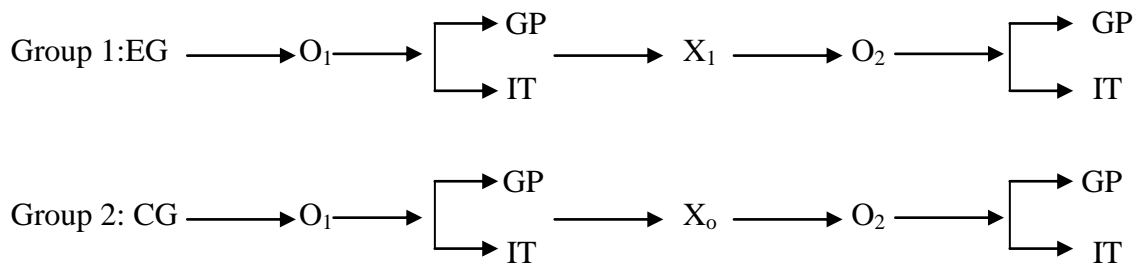 GP GP
Group 1:EG O₁ X₁ O₂
IT IT
GP GP
Group 2: CG O₁ Xₒ O₂
IT IT